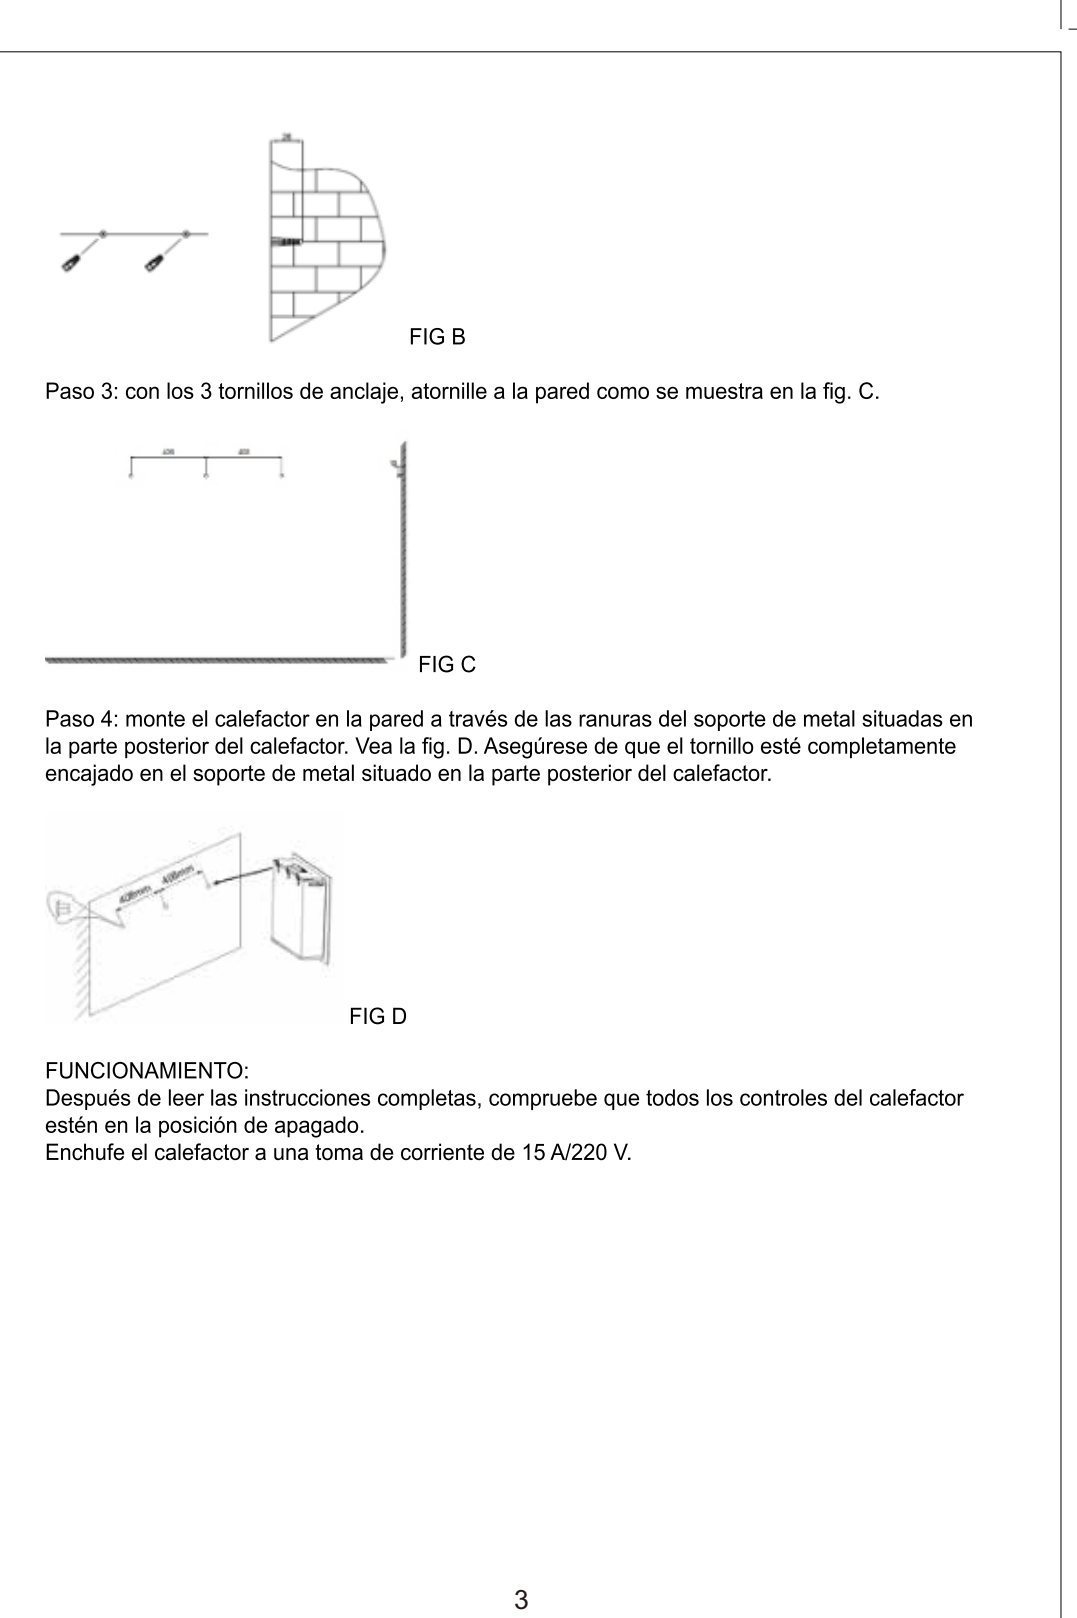 FIG B
Paso 3: con los 3 tornillos de anclaje, atornille a la pared como se muestra en la fig. C.
FIG C
Paso 4: monte el calefactor en la pared a través de las ranuras del soporte de metal situadas en
la parte posterior del calefactor. Vea la fig. D. Asegúrese de que el tornillo esté completamente
encajado en el soporte de metal situado en la parte posterior del calefactor.
FIG D
FUNCIONAMIENTO:
Después de leer las instrucciones completas, compruebe que todos los controles del calefactor
estén en la posición de apagado.
Enchufe el calefactor a una toma de corriente de 15 A/220 V.
3